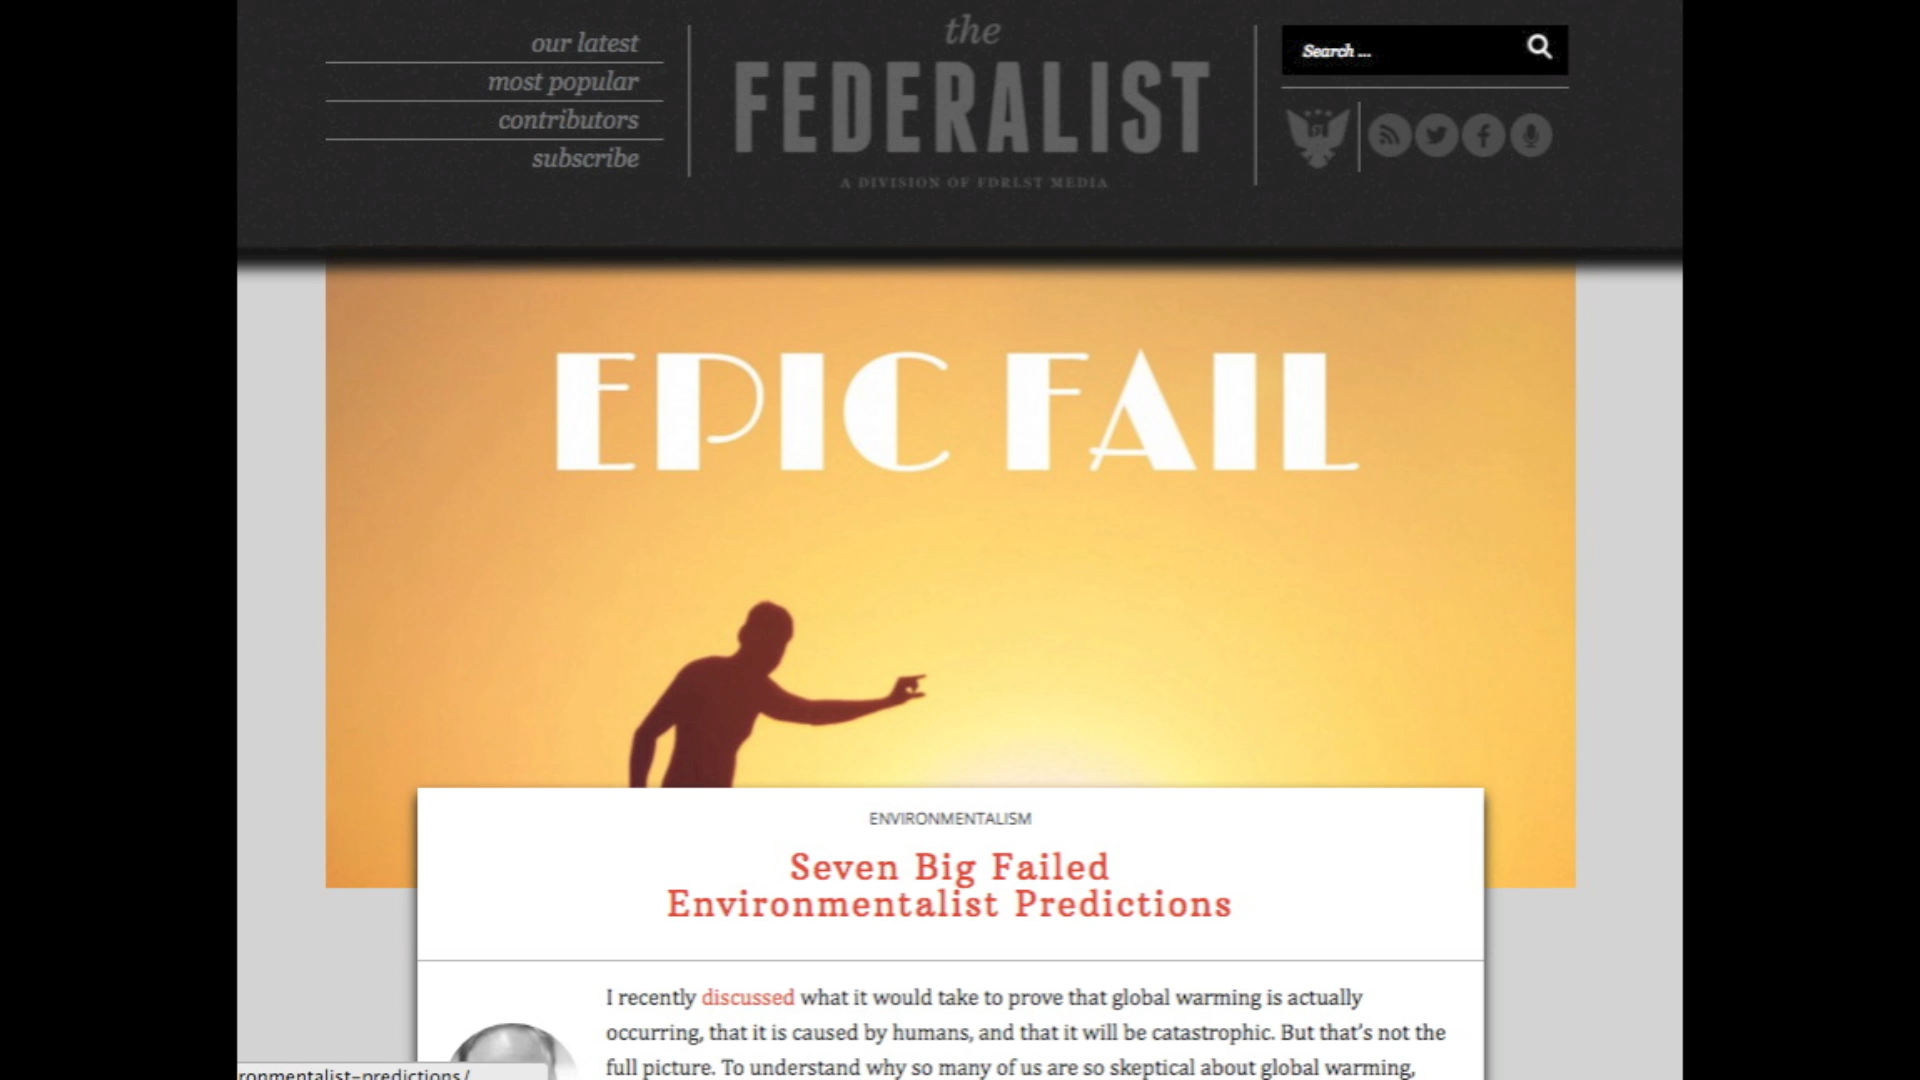 our latest
most popular
contributors
subscribe
the
FEDERALIST
A DIVISION OF FDRLST MEDIA
Search ...
EPIC FAIL
ENVIRONMENTALISM
Seven Big Failed
Environmentalist Predictions
I recently discussed what it would take to prove that global warming is actually
occurring, that it is caused by humans, and that it will be catastrophic. But that's not the
full picture. To understand why so many of us are so skeptical about global warming,
ronmentalist-predictions/